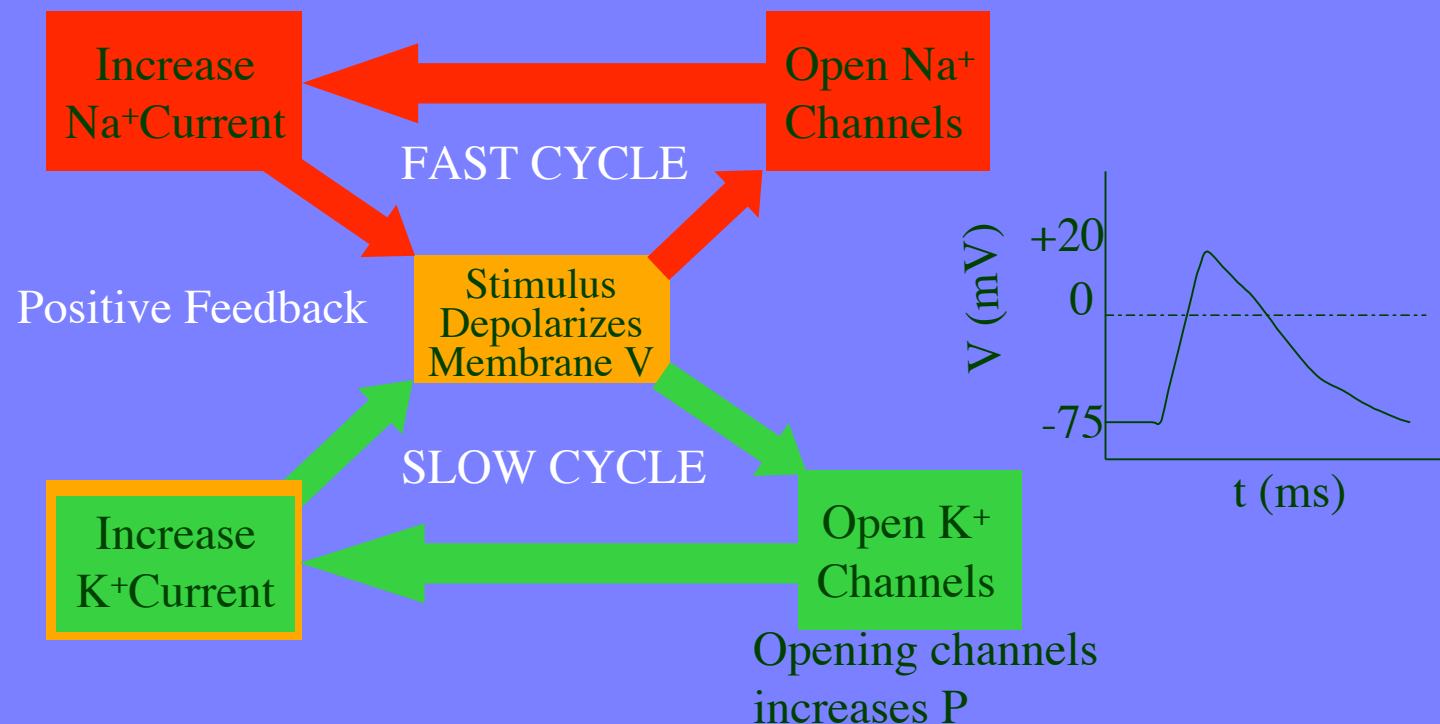 Increase
Na⁺Current
Open Na⁺
Channels
FAST CYCLE
Positive Feedback
Stimulus
Depolarizes
Membrane V
SLOW CYCLE
Increase
K⁺Current
Open K⁺
Channels
Opening channels
increases P
V (mV)
+20
0
-75
t (ms)